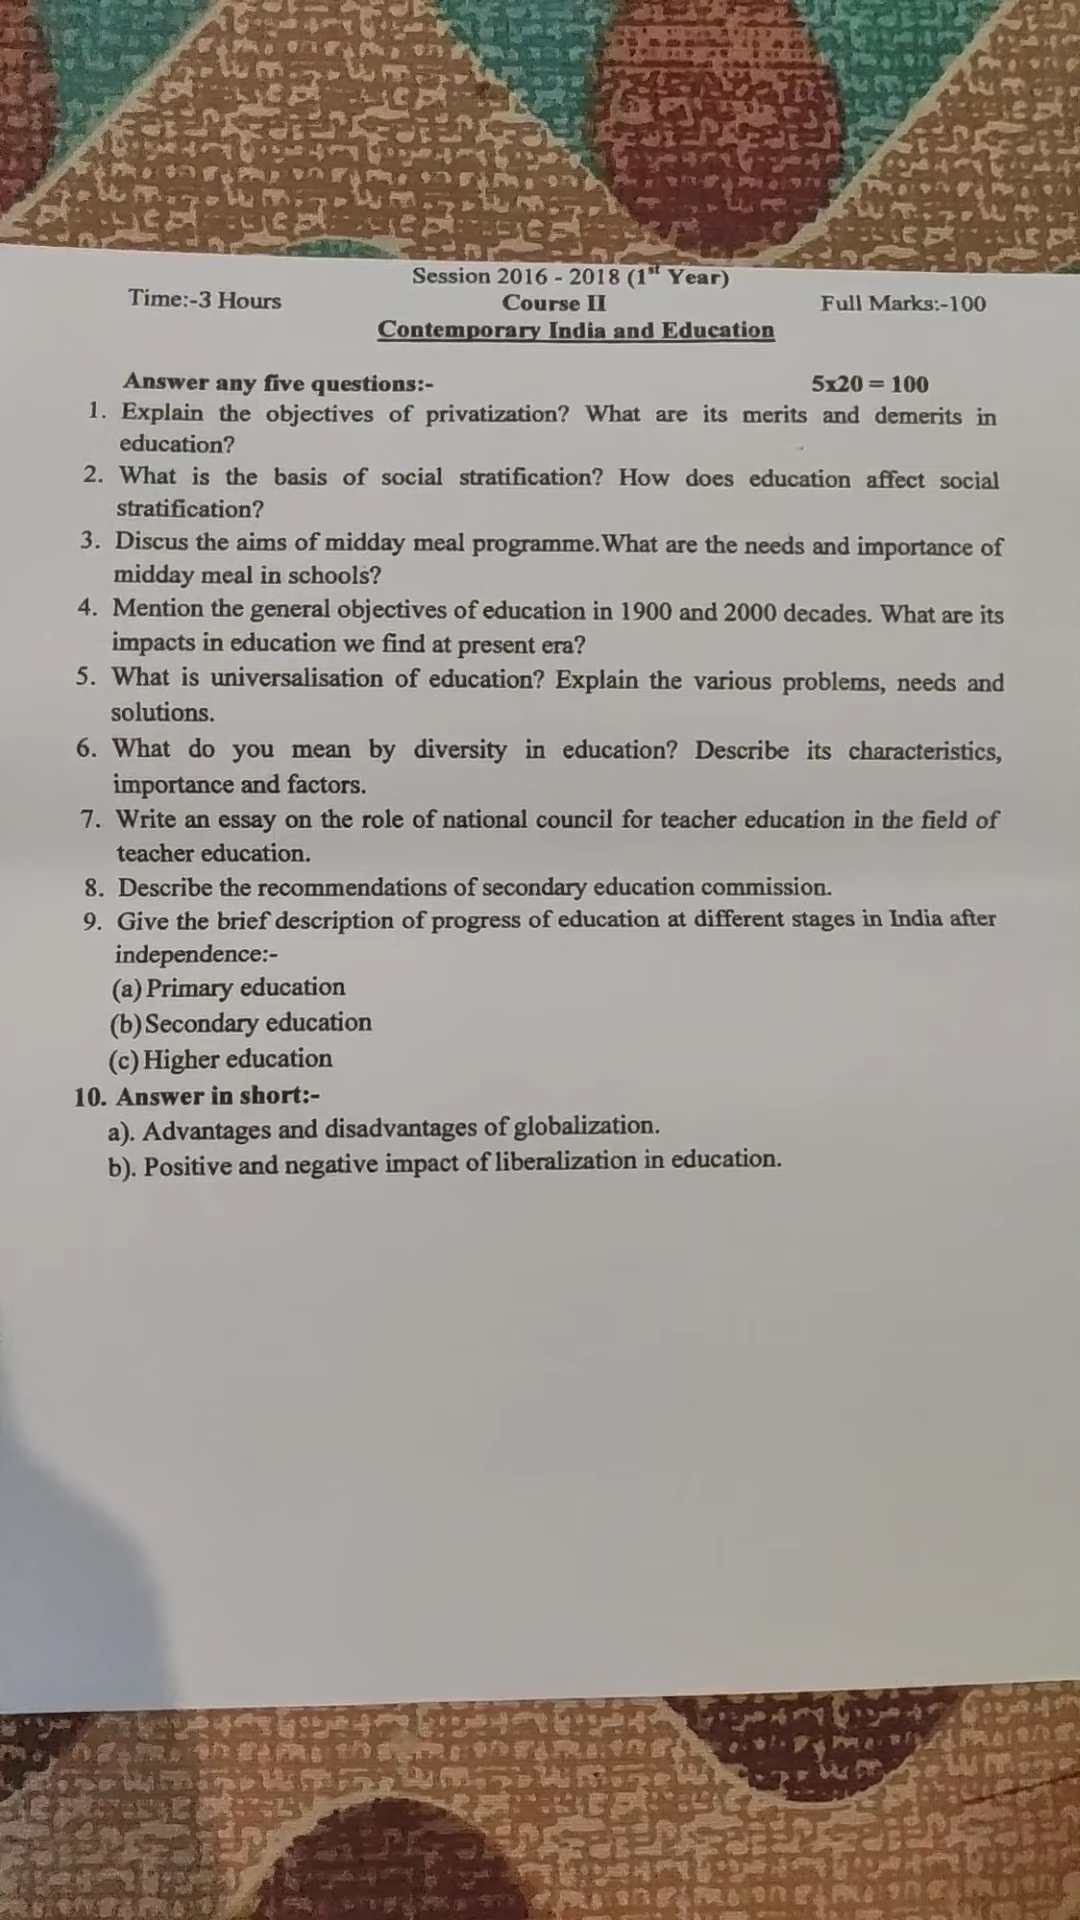 Session 2016 - 2018 (1st Year)
Time:-3 Hours Course II Full Marks:-100
Contemporary India and Education
Answer any five questions:- 5x20 = 100
1. Explain the objectives of privatization? What are its merits and demerits in
education?
2. What is the basis of social stratification? How does education affect social
stratification?
3. Discus the aims of midday meal programme.What are the needs and importance of
midday meal in schools?
4. Mention the general objectives of education in 1900 and 2000 decades. What are its
impacts in education we find at present era?
5. What is universalisation of education? Explain the various problems, needs and
solutions.
6. What do you mean by diversity in education? Describe its characteristics,
importance and factors.
7. Write an essay on the role of national council for teacher education in the field of
teacher education.
8. Describe the recommendations of secondary education commission.
9. Give the brief description of progress of education at different stages in India after
independence:-
(a) Primary education
(b) Secondary education
(c) Higher education
10. Answer in short:-
a). Advantages and disadvantages of globalization.
b). Positive and negative impact of liberalization in education.